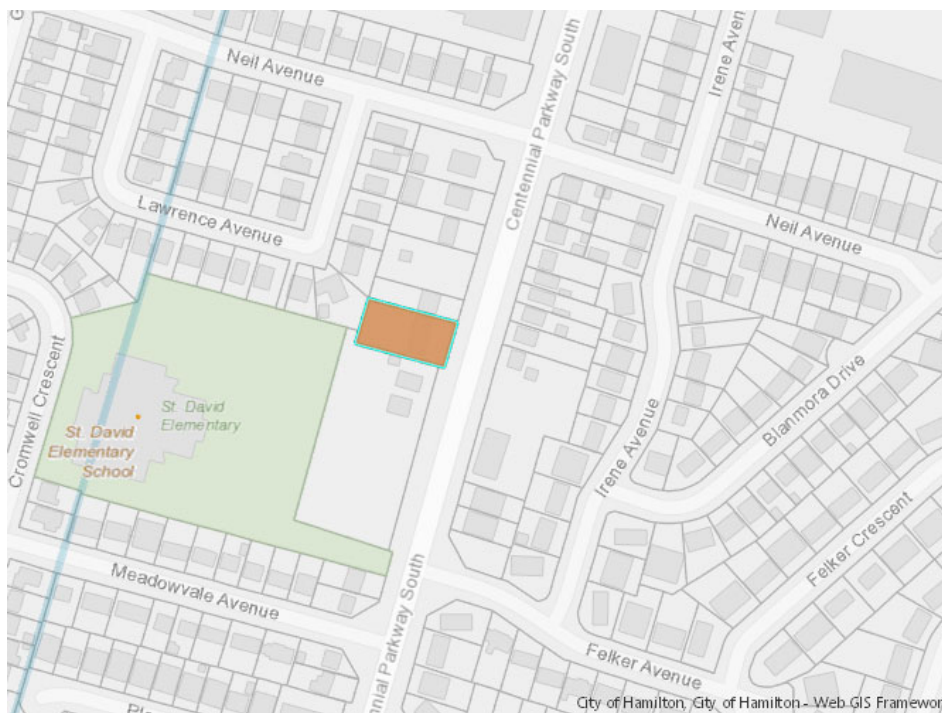 Neil Avenue
Centennial Parkway South
Irene Aven
G
Lawrence Avenue
Neil Avenue
Cromwell Crescent
St. David
Elementary
St. David
Elementary
School
Blanmora Drive
Irene Avenue
Felker Crescent
Meadowvale Avenue
nnial Parkway South
Felker Avenue
City of Hamilton, City of Hamilton - Web GIS Framewor